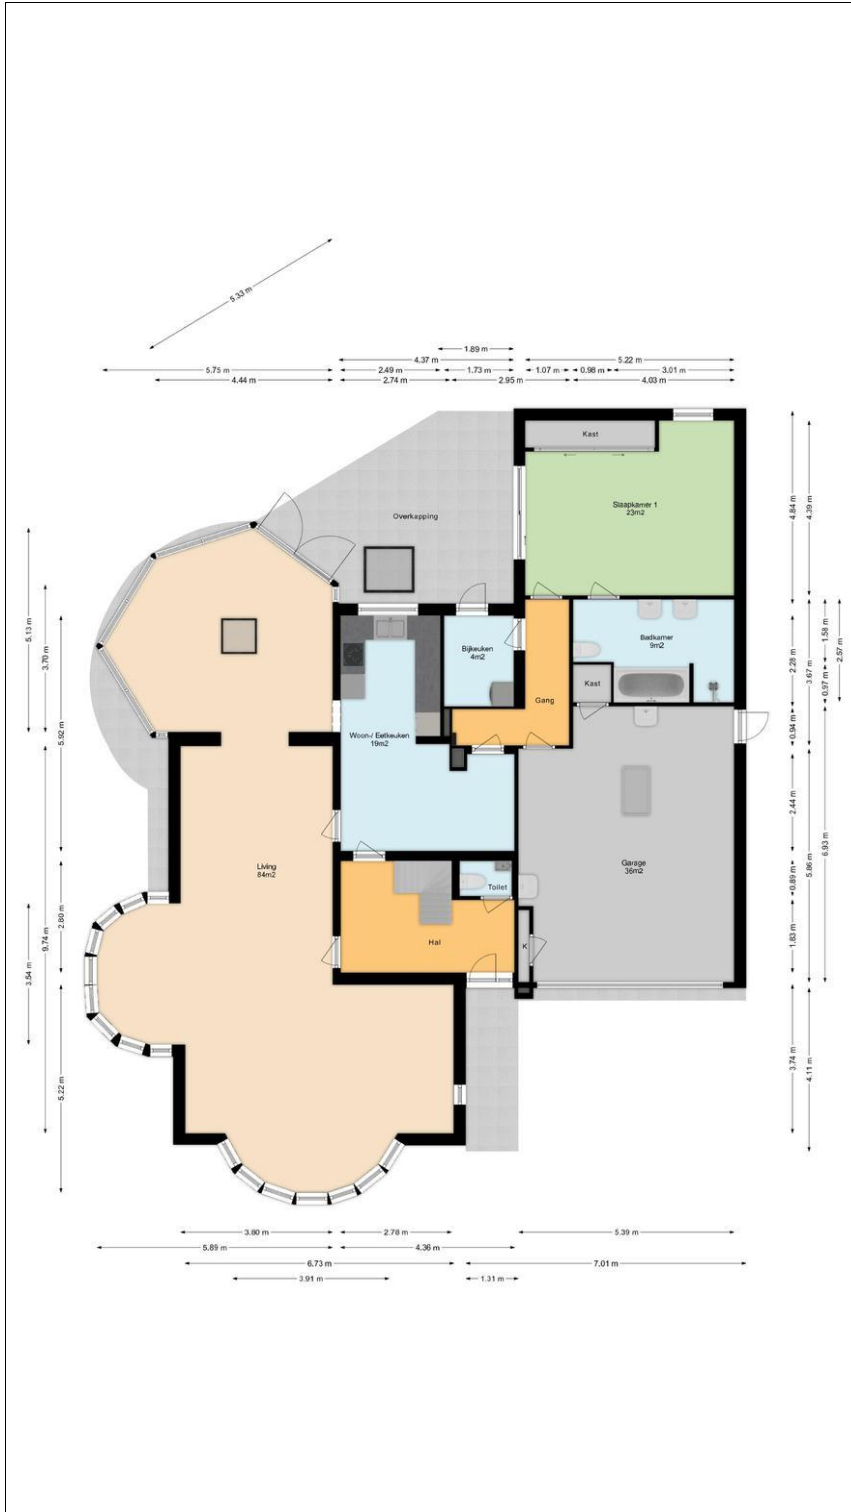 5.33 m
1.89 m
4.37 m
5.22 m
5.75 m
2.49 m
1.73 m
1.07 m
0.98 m
3.01 m
4.44 m
2.74 m
2.95 m
4.03 m
Kast
Slaapkamer 1
23m2
Overkapping
4.84 m
4.39 m
5.13 m
3.70 m
5.92 m
Bijkeuken
4m2
Badkamer
9m2
Kast
Gang
1.58 m
2.28 m
3.67 m
2.57 m
0.97 m
0.94 m
Woon-/ Eetkeuken
19m2
2.44 m
6.93 m
5.86 m
Living
84m2
Toilet
Garage
36m2
0.89 m
2.80 m
9.74 m
3.54 m
Hal
K
1.83 m
5.22 m
3.74 m
4.11 m
3.80 m
2.78 m
5.39 m
5.89 m
4.36 m
6.73 m
7.01 m
3.91 m
1.31 m